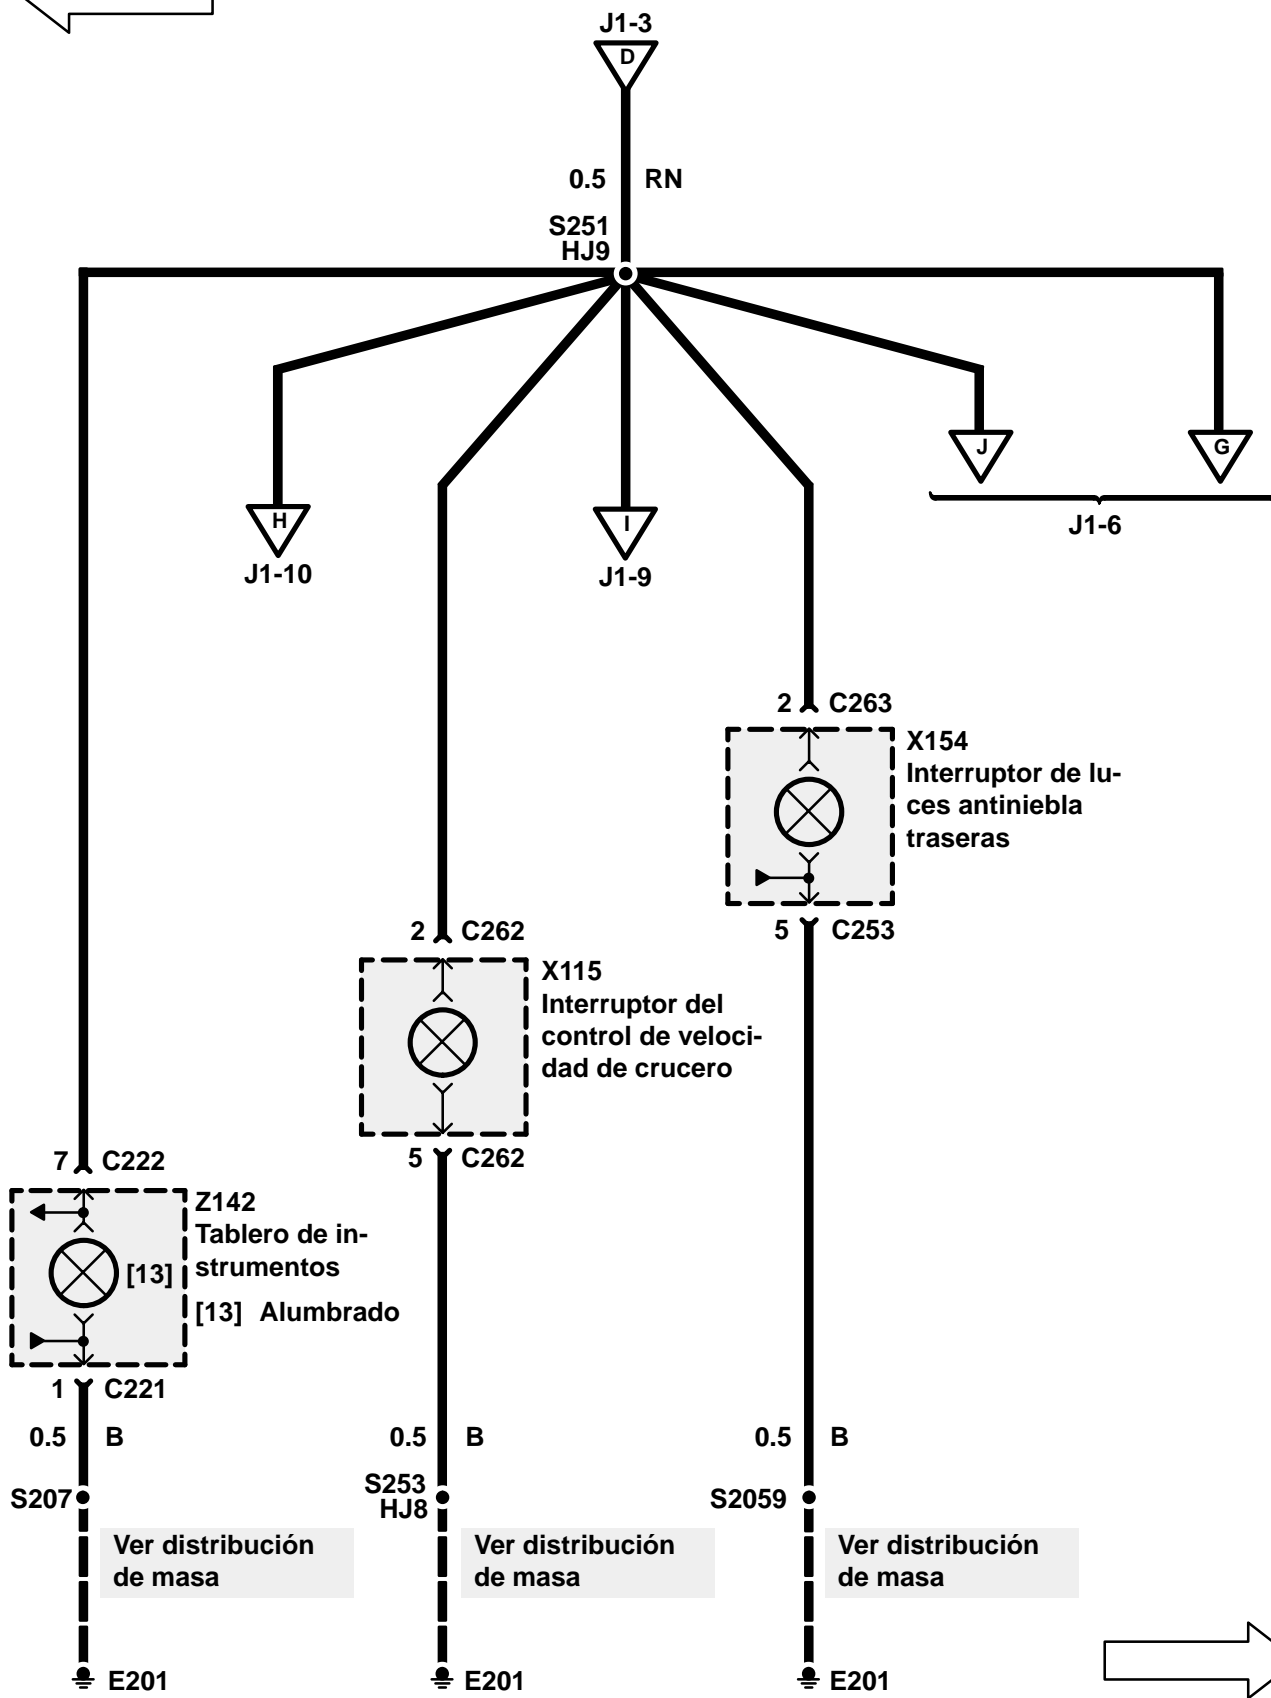 J1-3
D
0.5 RN
S251
HJ9
H
J1-10
I
J1-9
J
G
J1-6
2 C263
X154
Interruptor de lu-
ces antiniebla
traseras
5 C253
2 C262
X115
Interruptor del
control de veloci-
dad de crucero
5 C262
7 C222
Z142
Tablero de in-
strumentos
[13]
[13] Alumbrado
1 C221
0.5 B
0.5 B
0.5 B
S207
S253
HJ8
S2059
Ver distribución
de masa
Ver distribución
de masa
Ver distribución
de masa
E201
E201
E201